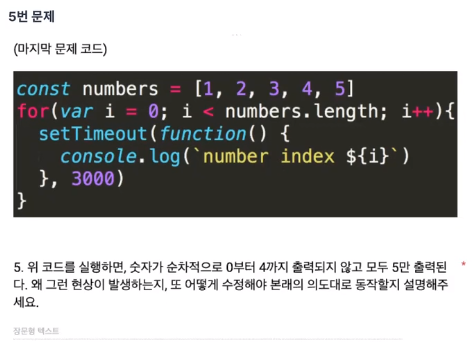 5번 문제
(마지막 문제 코드)
const numbers = [1, 2, 3, 4, 5]
for(var i = 0; i < numbers.length; i++){
  setTimeout(function() {
    console.log(`number index ${i}`)
  }, 3000)
}
5. 위 코드를 실행하면, 숫자가 순차적으로 0부터 4까지 출력되지 않고 모두 5만 출력된 *
다. 왜 그런 현상이 발생하는지, 또 어떻게 수정해야 본래의 의도대로 동작할지 설명해주
세요.
장문형 텍스트